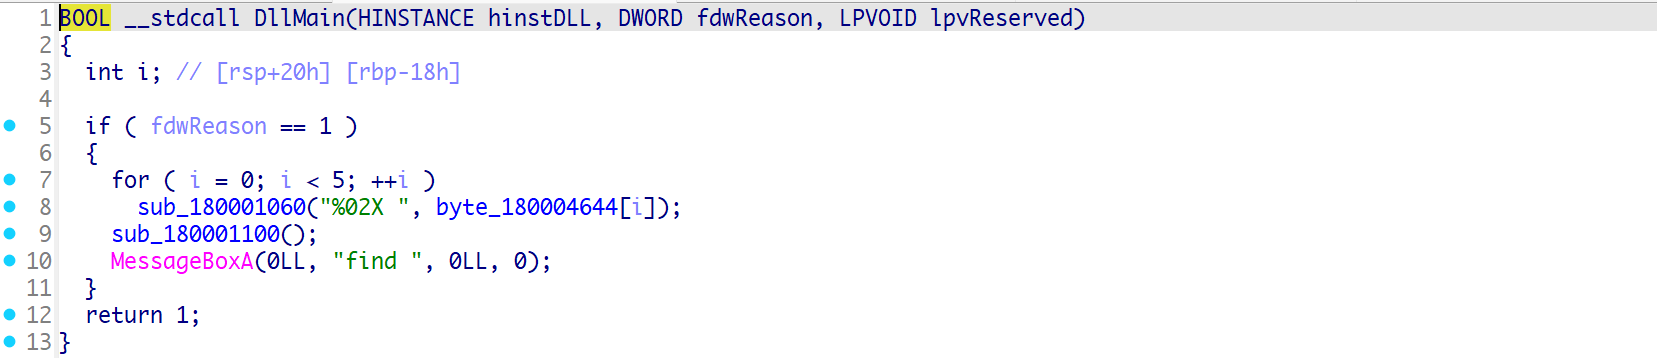 1 BOOL __stdcall DllMain(HINSTANCE hinstDLL, DWORD fdwReason, LPVOID lpvReserved)
2 {
3   int i; // [rsp+20h] [rbp-18h]
4
5   if ( fdwReason == 1 )
6   {
7     for ( i = 0; i < 5; ++i )
8       sub_180001060("%02X ", byte_180004644[i]);
9     sub_180001100();
10     MessageBoxA(0LL, "find ", 0LL, 0);
11   }
12   return 1;
13 }